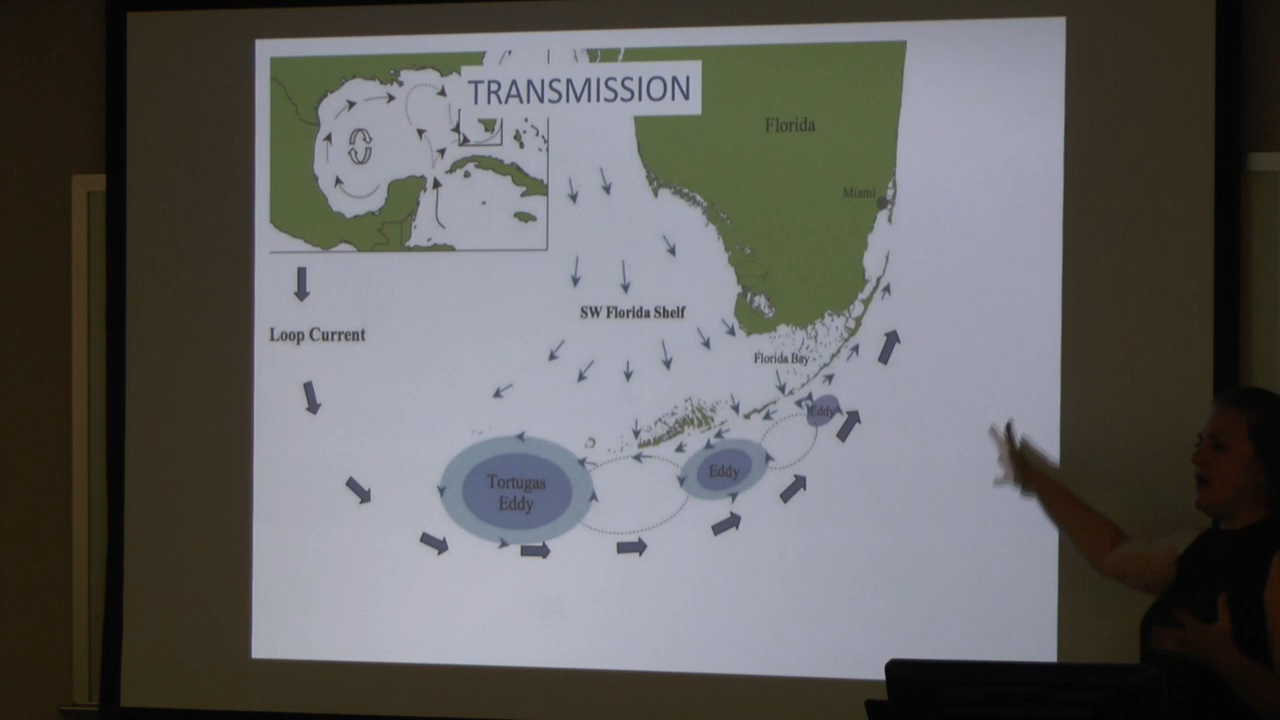 TRANSMISSION
Florida
Miami
SW Florida Shelf
Loop Current
Florida Bay
Eddy
Eddy
Tortugas
Eddy